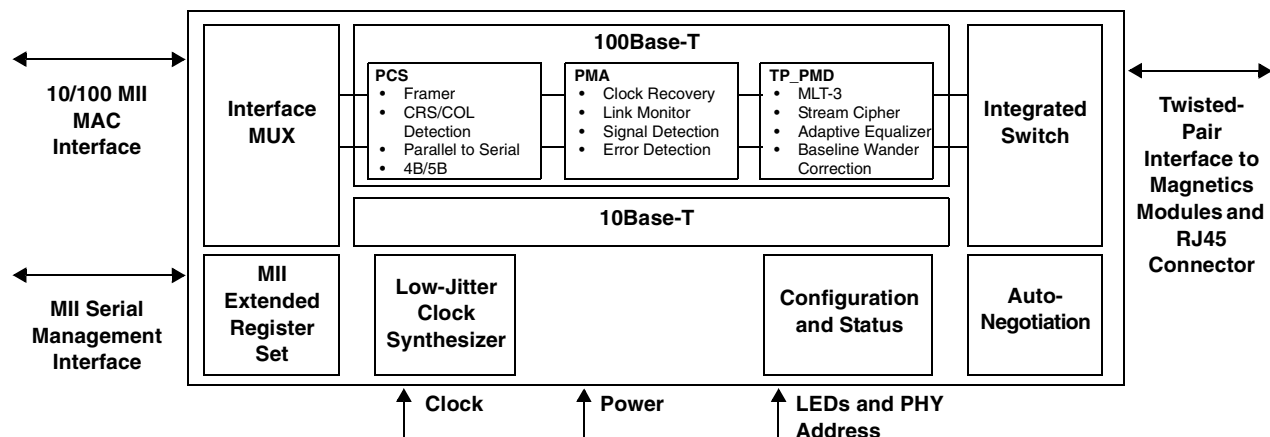 10/100 MII
MAC
Interface
MII Serial
Management
Interface
Interface
MUX
100Base-T
PCS
• Framer
• CRS/COL
Detection
• Parallel to Serial
• 4B/5B
PMA
• Clock Recovery
• Link Monitor
• Signal Detection
• Error Detection
TP_PMD
• MLT-3
• Stream Cipher
• Adaptive Equalizer
• Baseline Wander
Correction
10Base-T
Integrated
Switch
Twisted-
Pair
Interface to
Magnetics
Modules and
RJ45
Connector
MII
Extended
Register
Set
Low-Jitter
Clock
Synthesizer
Configuration
and Status
Auto-
Negotiation
Clock
Power
LEDs and PHY
Address